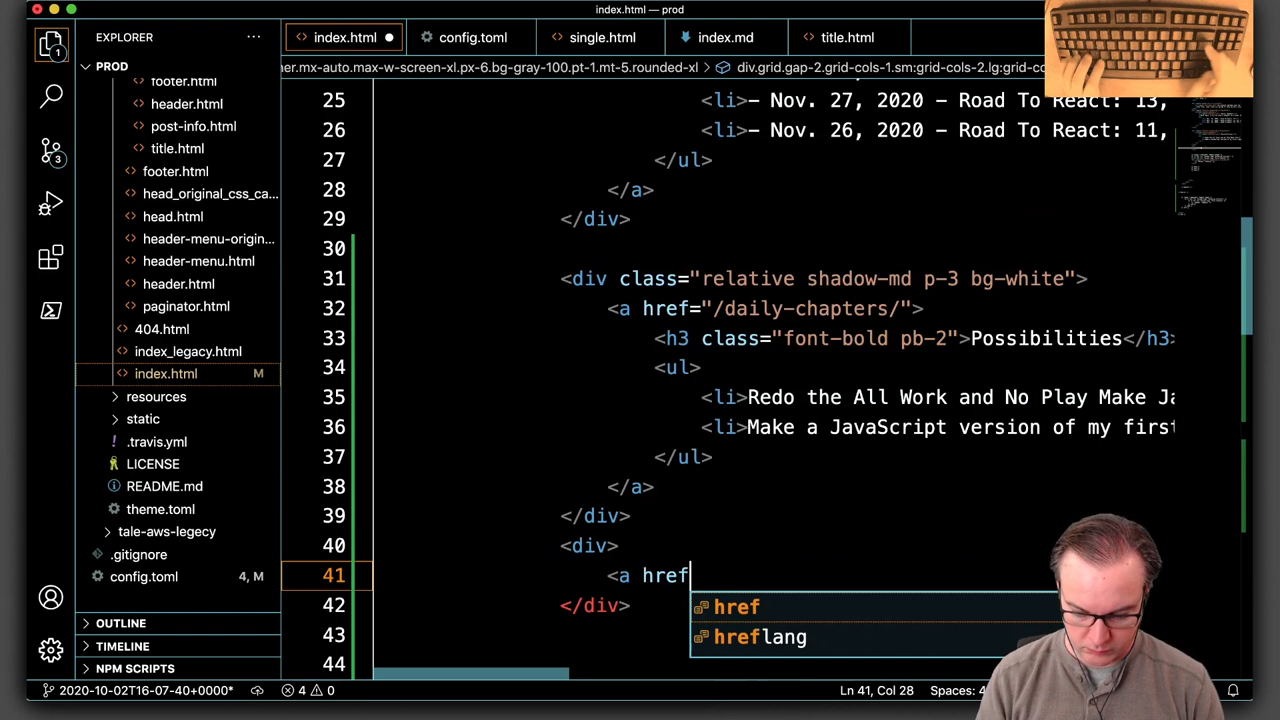 index.html — prod
EXPLORER ...
index.html
config.toml
single.html
index.md
title.html
PROD
er.mx-auto.max-w-screen-xl.px-6.bg-gray-100.pt-1.mt-5.rounded-xl > div.grid.gap-2.grid-cols-1.sm:grid-cols-2.lg:grid-co
footer.html
header.html
post-info.html
title.html
footer.html
head_original_css_ca...
head.html
header-menu-origin...
header-menu.html
header.html
paginator.html
404.html
index_legacy.html
index.html M
resources
static
.travis.yml
LICENSE
README.md
theme.toml
tale-aws-legacy
.gitignore
config.toml 4, M
OUTLINE
TIMELINE
NPM SCRIPTS
1
3
25 <li>- Nov. 27, 2020 - Road To React: 13,
26 <li>- Nov. 26, 2020 - Road To React: 11,
27 </ul>
28 </a>
29 </div>
30
31 <div class="relative shadow-md p-3 bg-white">
32 <a href="/daily-chapters/">
33 <h3 class="font-bold pb-2">Possibilities</h3>
34 <ul>
35 <li>Redo the All Work and No Play Make Ja
36 <li>Make a JavaScript version of my first
37 </ul>
38 </a>
39 </div>
40 <div>
41 <a href
42 </div>
43
44
href
hreflang
2020-10-02T16-07-40+0000* 4 0 Ln 41, Col 28 Spaces: 4